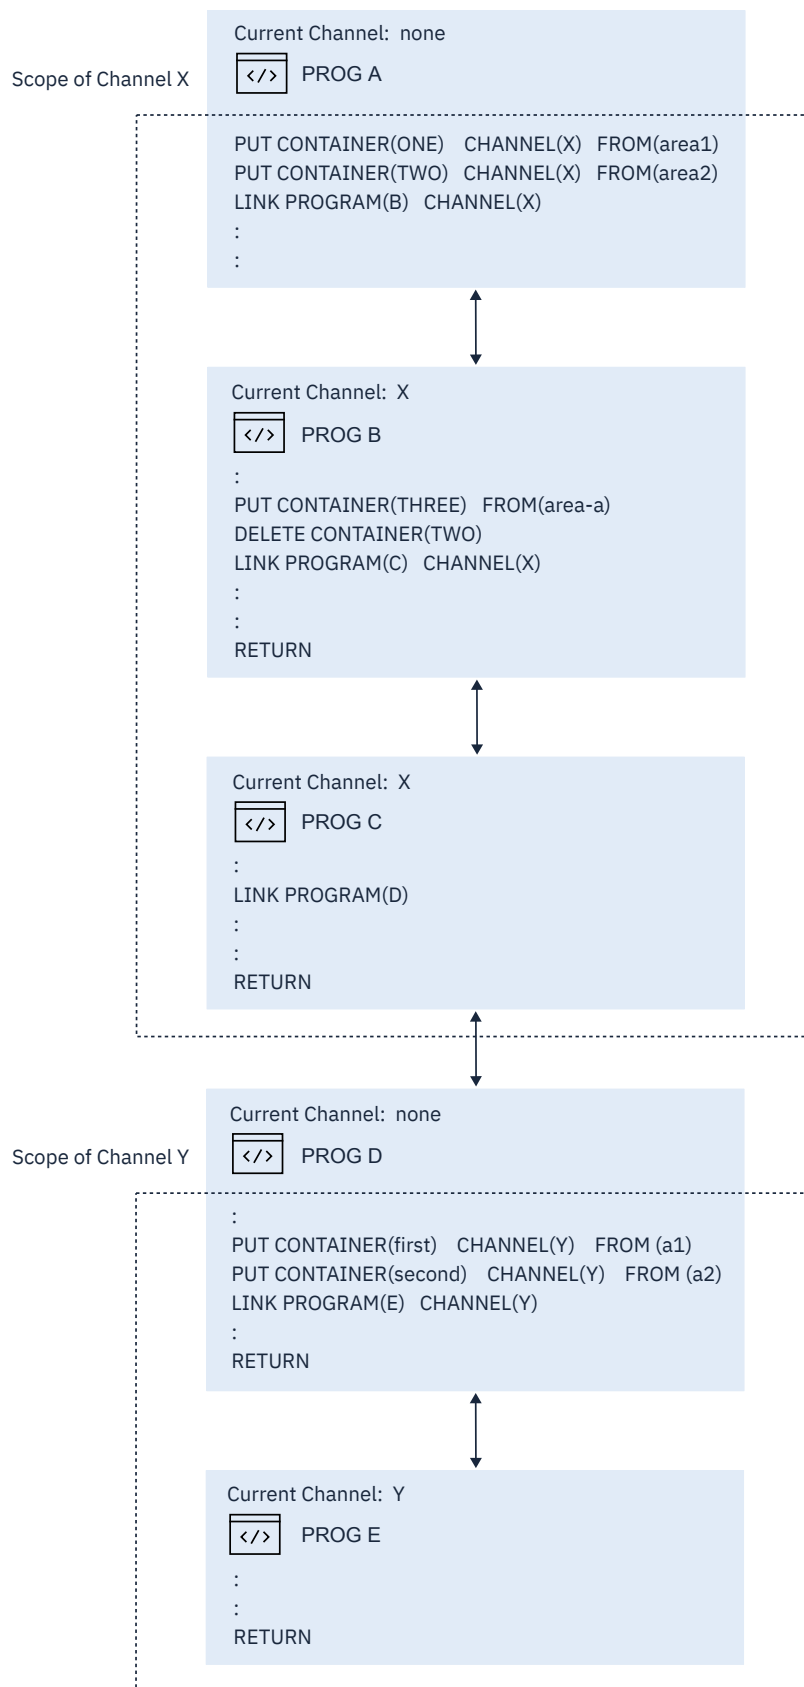 Current Channel: none
Scope of Channel X
</> PROG A
PUT CONTAINER(ONE) CHANNEL(X) FROM(area1)
PUT CONTAINER(TWO) CHANNEL(X) FROM(area2)
LINK PROGRAM(B) CHANNEL(X)
:
:
Current Channel: X
</> PROG B
:
PUT CONTAINER(THREE) FROM(area-a)
DELETE CONTAINER(TWO)
LINK PROGRAM(C) CHANNEL(X)
:
:
RETURN
Current Channel: X
</> PROG C
:
LINK PROGRAM(D)
:
:
RETURN
Current Channel: none
Scope of Channel Y
</> PROG D
:
PUT CONTAINER(first) CHANNEL(Y) FROM (a1)
PUT CONTAINER(second) CHANNEL(Y) FROM (a2)
LINK PROGRAM(E) CHANNEL(Y)
:
RETURN
Current Channel: Y
</> PROG E
:
:
RETURN